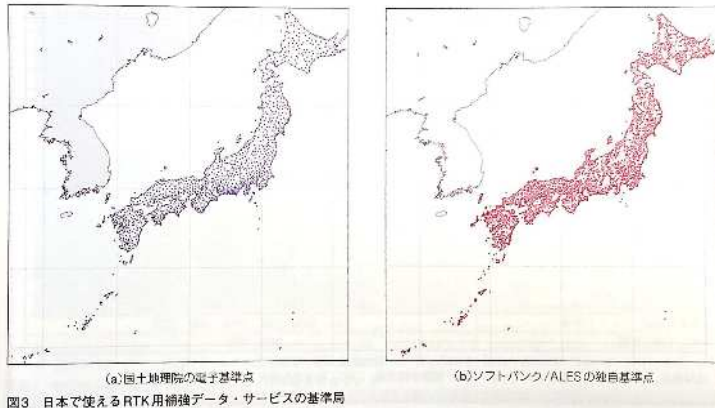 (a)国土地理院の電子基準点
(b)ソフトバンク/ALESの独自基準点
図3 日本で使えるRTK用補強データ・サービスの基準局